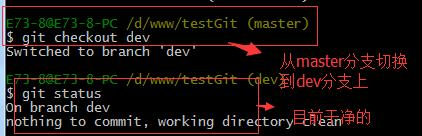 E73-8@E73-8-PC /d/www/testGit (master)
$ git checkout dev
Switched to branch 'dev'
从master分支切换
到dev分支上
E73-8@E73-8-PC /d/www/testGit (dev)
$ git status
On branch dev
nothing to commit, working directory clean
目前干净的